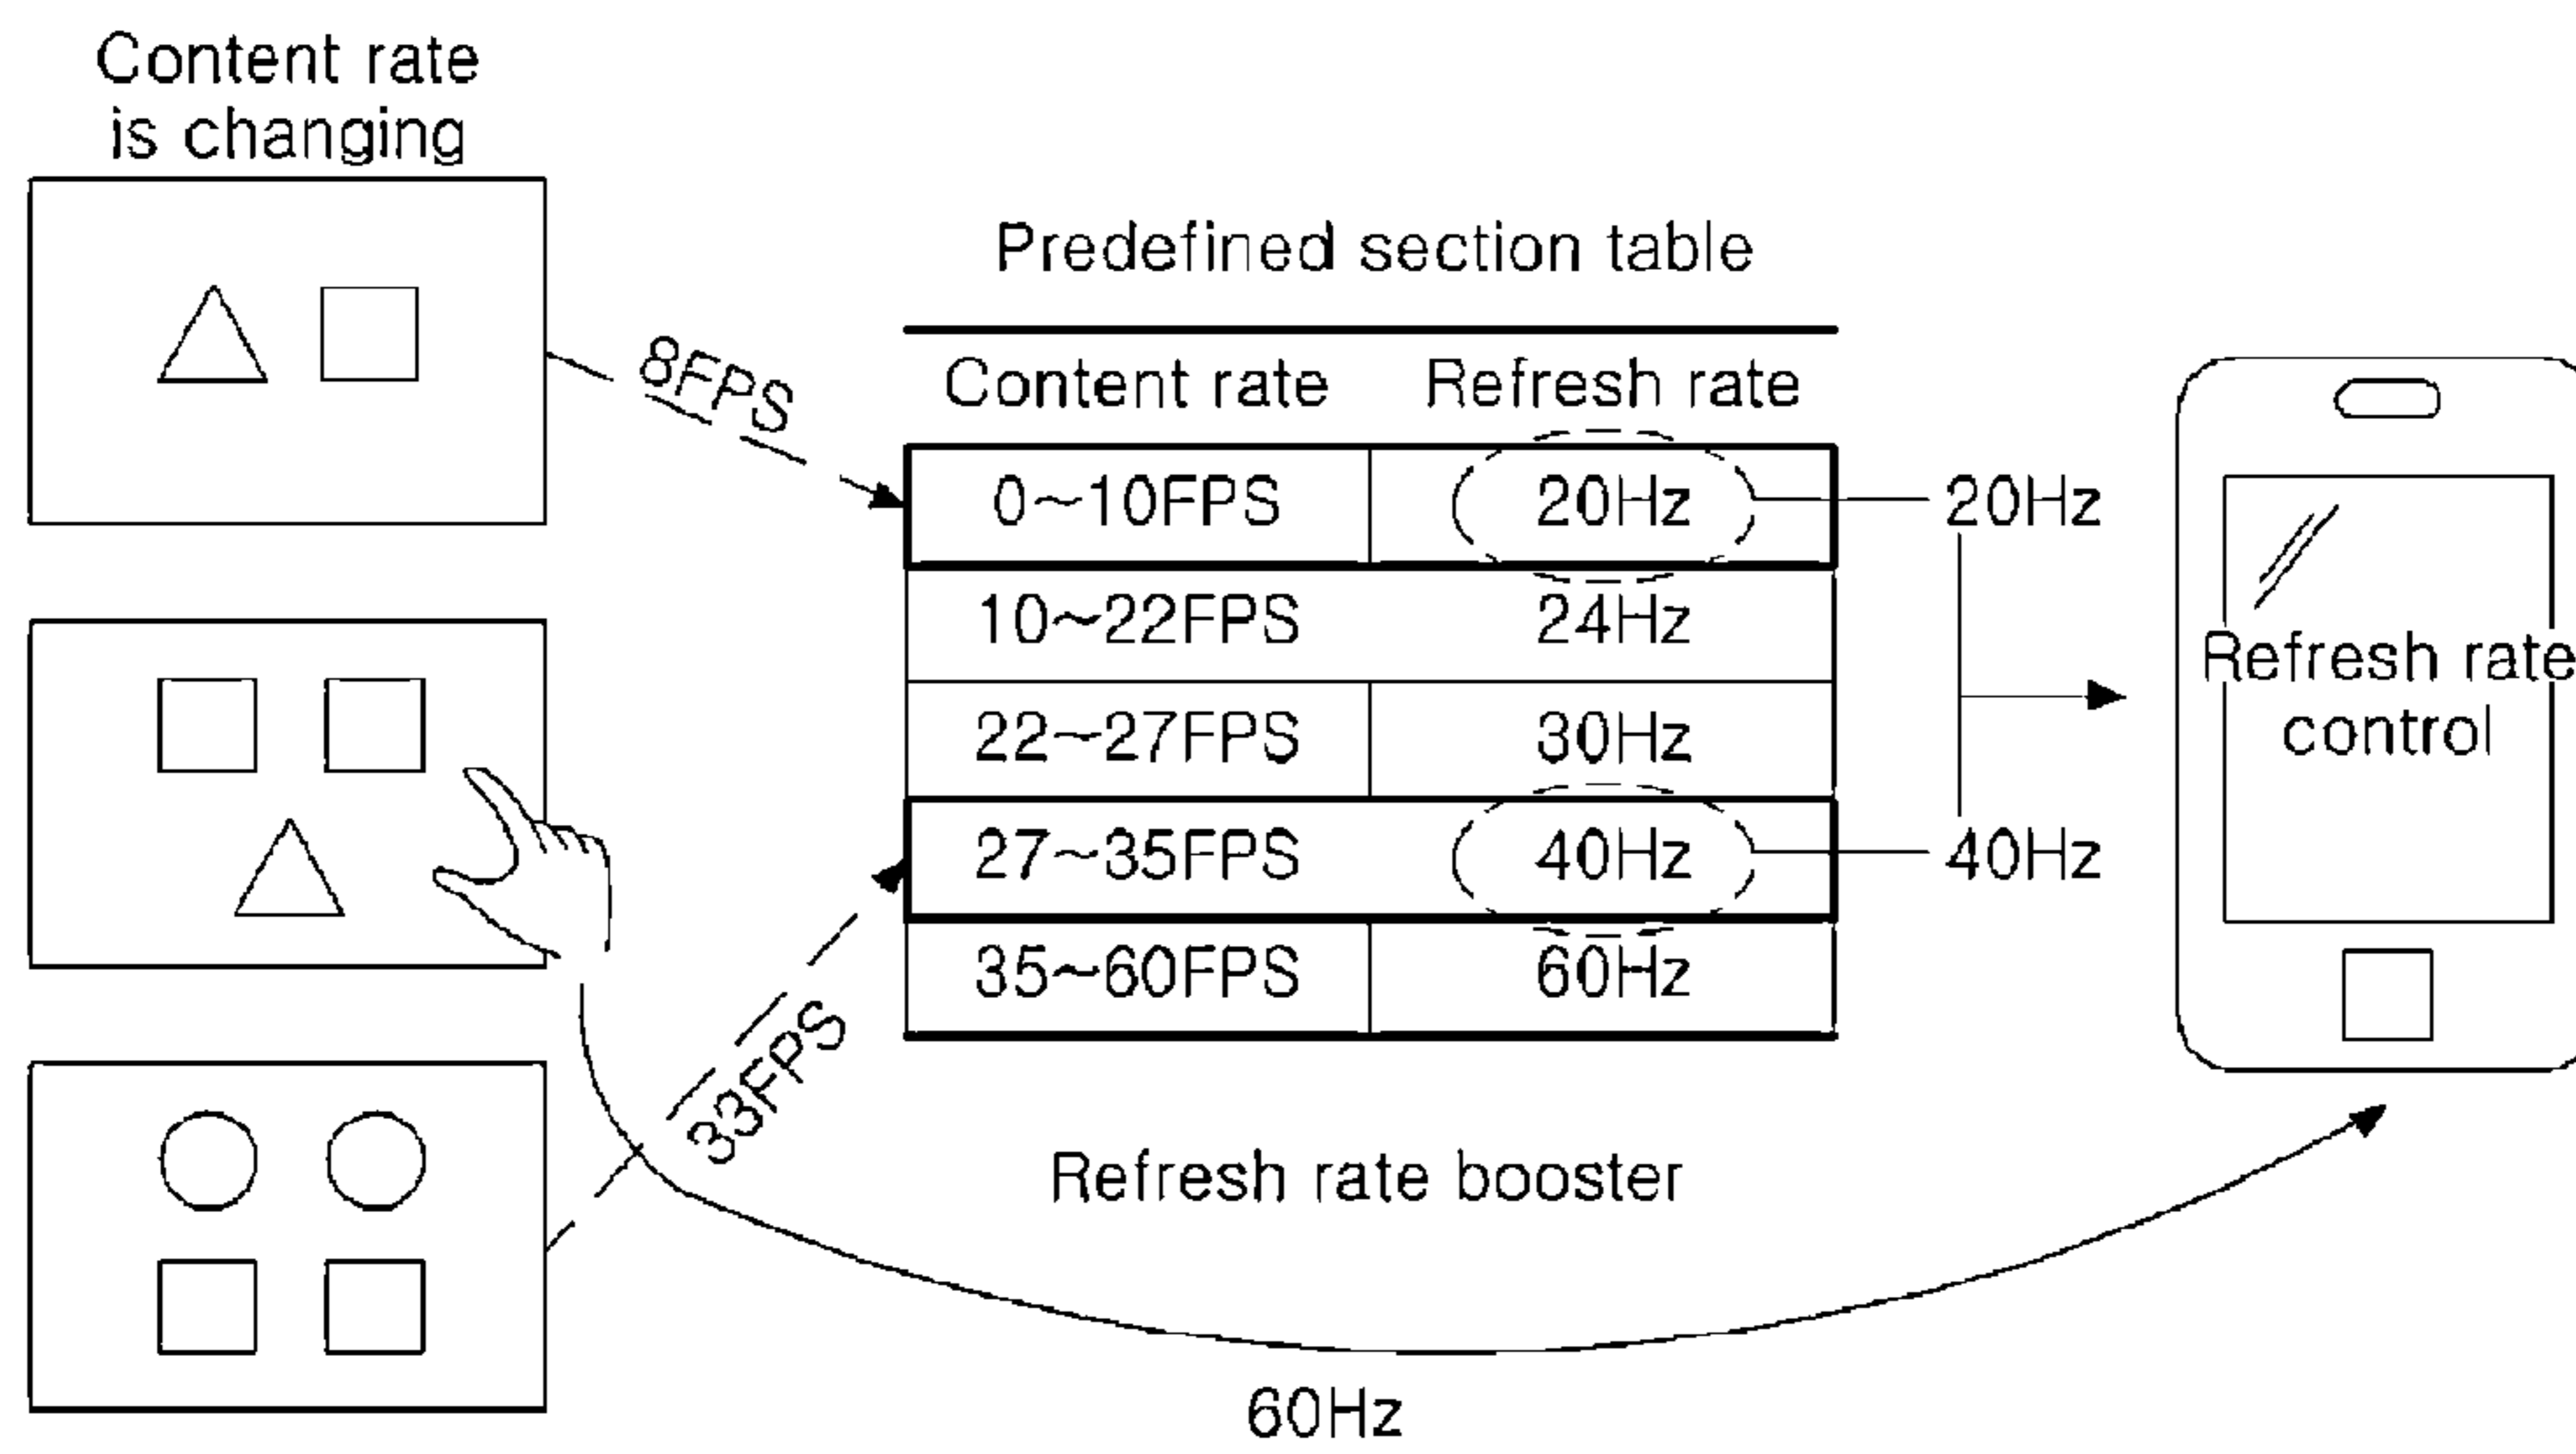 Content rate
is changing
8FPS
33FPS
Predefined section table
Content rate Refresh rate
0~10FPS 20Hz
10~22FPS 24Hz
22~27FPS 30Hz
27~35FPS 40Hz
35~60FPS 60Hz
20Hz
40Hz
Refresh rate
control
Refresh rate booster
60Hz